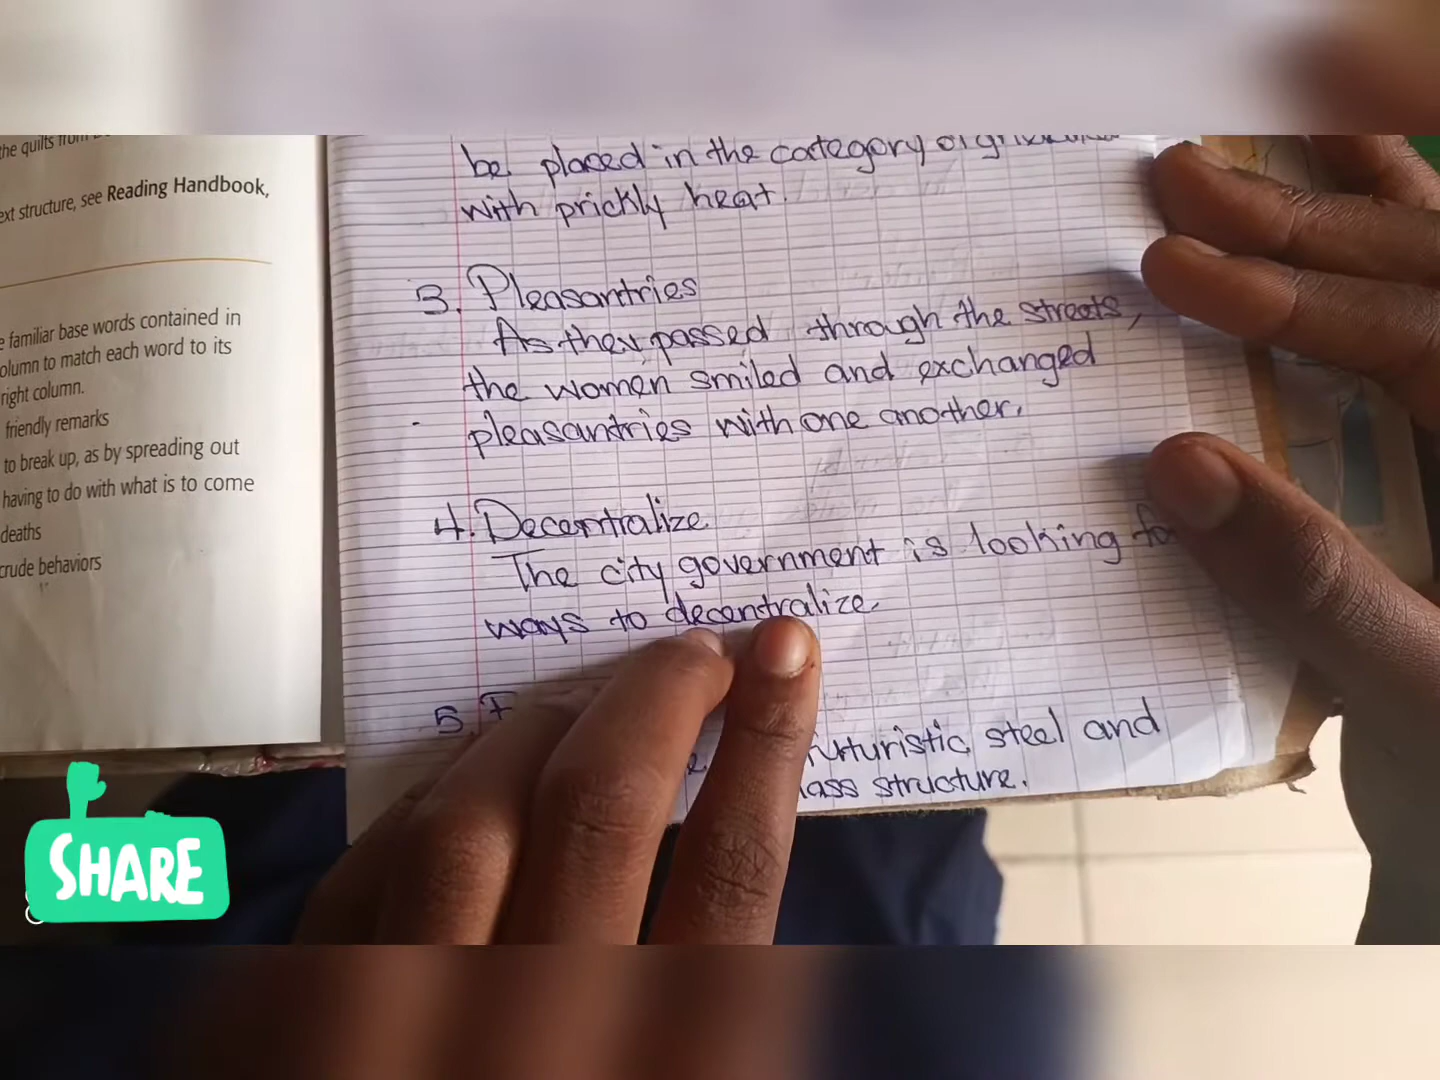 the quilts from
ext structure, see Reading Handbook,
e familiar base words contained in
olumn to match each word to its
right column.
friendly remarks
to break up, as by spreading out
having to do with what is to come
deaths
crude behaviors
be placed in the category of
with prickly heat.
3. Pleasantries
As they passed through the streets,
the women smiled and exchanged
pleasantries with one another.
4. Decentralize
The city government is looking fo
ways to decentralize.
5. F
furturistic steel and
lass structure.
SHARE